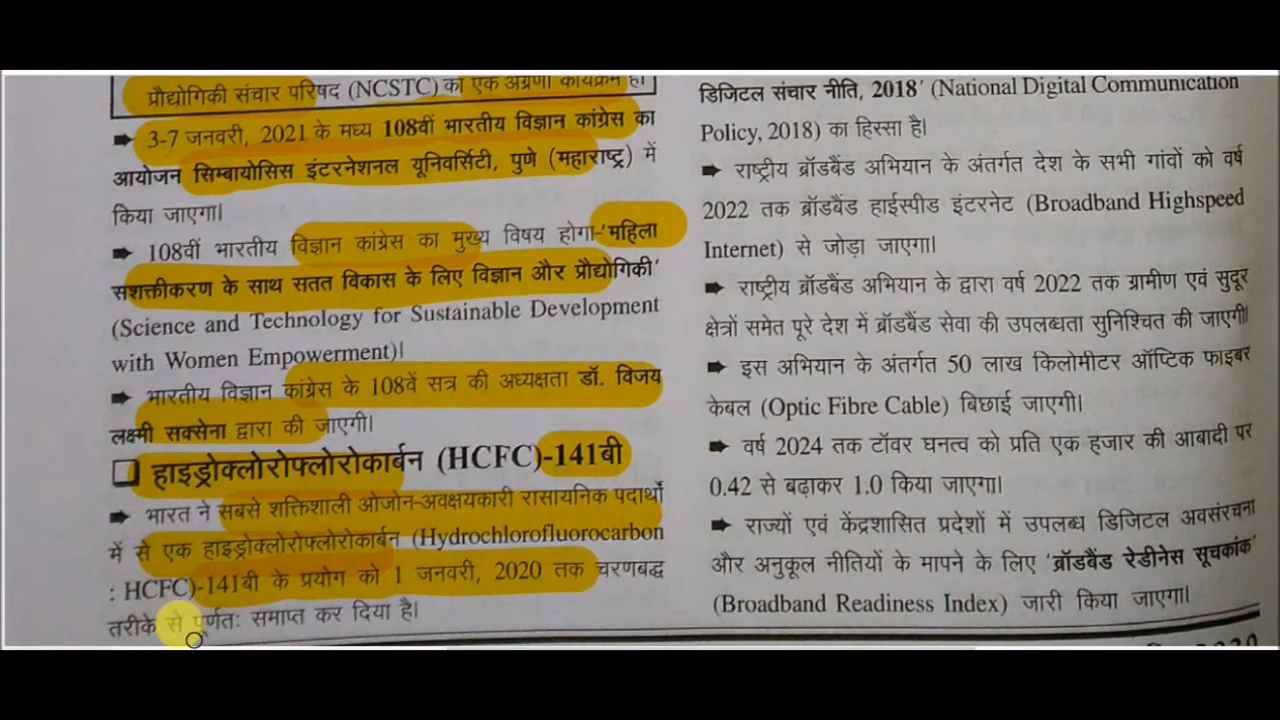 प्रौद्योगिकी संचार परिषद (NCSTC) का एक अग्रणी कार्यक्रम है।
➡ 3-7 जनवरी, 2021 के मध्य 108वीं भारतीय विज्ञान कांग्रेस का
आयोजन सिम्बायोसिस इंटरनेशनल यूनिवर्सिटी, पुणे (महाराष्ट्र) में
किया जाएगा।
➡ 108वीं भारतीय विज्ञान कांग्रेस का मुख्य विषय होगा-‘महिला
सशक्तीकरण के साथ सतत विकास के लिए विज्ञान और प्रौद्योगिकी’
(Science and Technology for Sustainable Development
with Women Empowerment)।
➡ भारतीय विज्ञान कांग्रेस के 108वें सत्र की अध्यक्षता डॉ. विजय
लक्ष्मी सक्सेना द्वारा की जाएगी।
❑ हाइड्रोक्लोरोफ्लोरोकार्बन (HCFC)-141बी
➡ भारत ने सबसे शक्तिशाली ओजोन-अवक्षयकारी रासायनिक पदार्थों
में से एक हाइड्रोक्लोरोफ्लोरोकार्बन (Hydrochlorofluorocarbon
: HCFC)-141बी के प्रयोग को 1 जनवरी, 2020 तक चरणबद्ध
तरीके से पूर्णतः समाप्त कर दिया है।
डिजिटल संचार नीति, 2018’ (National Digital Communication
Policy, 2018) का हिस्सा है।
➡ राष्ट्रीय ब्रॉडबैंड अभियान के अंतर्गत देश के सभी गांवों को वर्ष
2022 तक ब्रॉडबैंड हाईस्पीड इंटरनेट (Broadband Highspeed
Internet) से जोड़ा जाएगा।
➡ राष्ट्रीय ब्रॉडबैंड अभियान के द्वारा वर्ष 2022 तक ग्रामीण एवं सुदूर
क्षेत्रों समेत पूरे देश में ब्रॉडबैंड सेवा की उपलब्धता सुनिश्चित की जाएगी।
➡ इस अभियान के अंतर्गत 50 लाख किलोमीटर ऑप्टिक फाइबर
केबल (Optic Fibre Cable) बिछाई जाएगी।
➡ वर्ष 2024 तक टॉवर घनत्व को प्रति एक हजार की आबादी पर
0.42 से बढ़ाकर 1.0 किया जाएगा।
➡ राज्यों एवं केंद्रशासित प्रदेशों में उपलब्ध डिजिटल अवसंरचना
और अनुकूल नीतियों के मापने के लिए ‘ब्रॉडबैंड रेडीनेस सूचकांक’
(Broadband Readiness Index) जारी किया जाएगा।